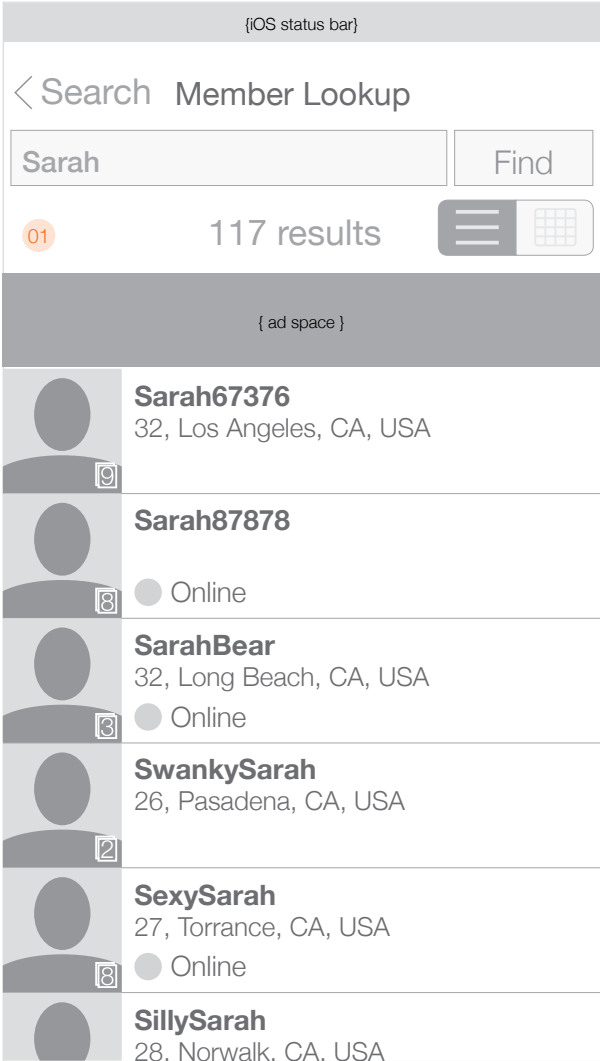 {iOS status bar}
Search Member Lookup
Sarah Find
01 117 results
{ ad space }
Sarah67376
32, Los Angeles, CA, USA
9
Sarah87878
Online
8
SarahBear
32, Long Beach, CA, USA
Online
3
SwankySarah
26, Pasadena, CA, USA
2
SexySarah
27, Torrance, CA, USA
Online
8
SillySarah
28, Norwalk, CA, USA